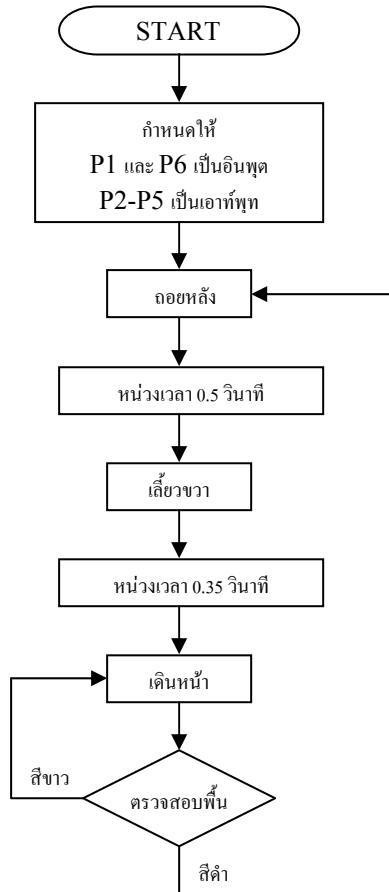 START
กำหนดให้
P1 และ P6 เป็นอินพุต
P2-P5 เป็นเอาท์พุท
ถอยหลัง
หน่วงเวลา 0.5 วินาที
เลี้ยวขวา
หน่วงเวลา 0.35 วินาที
เดินหน้า
สีขาว
ตรวจสอบพื้น
สีดำ